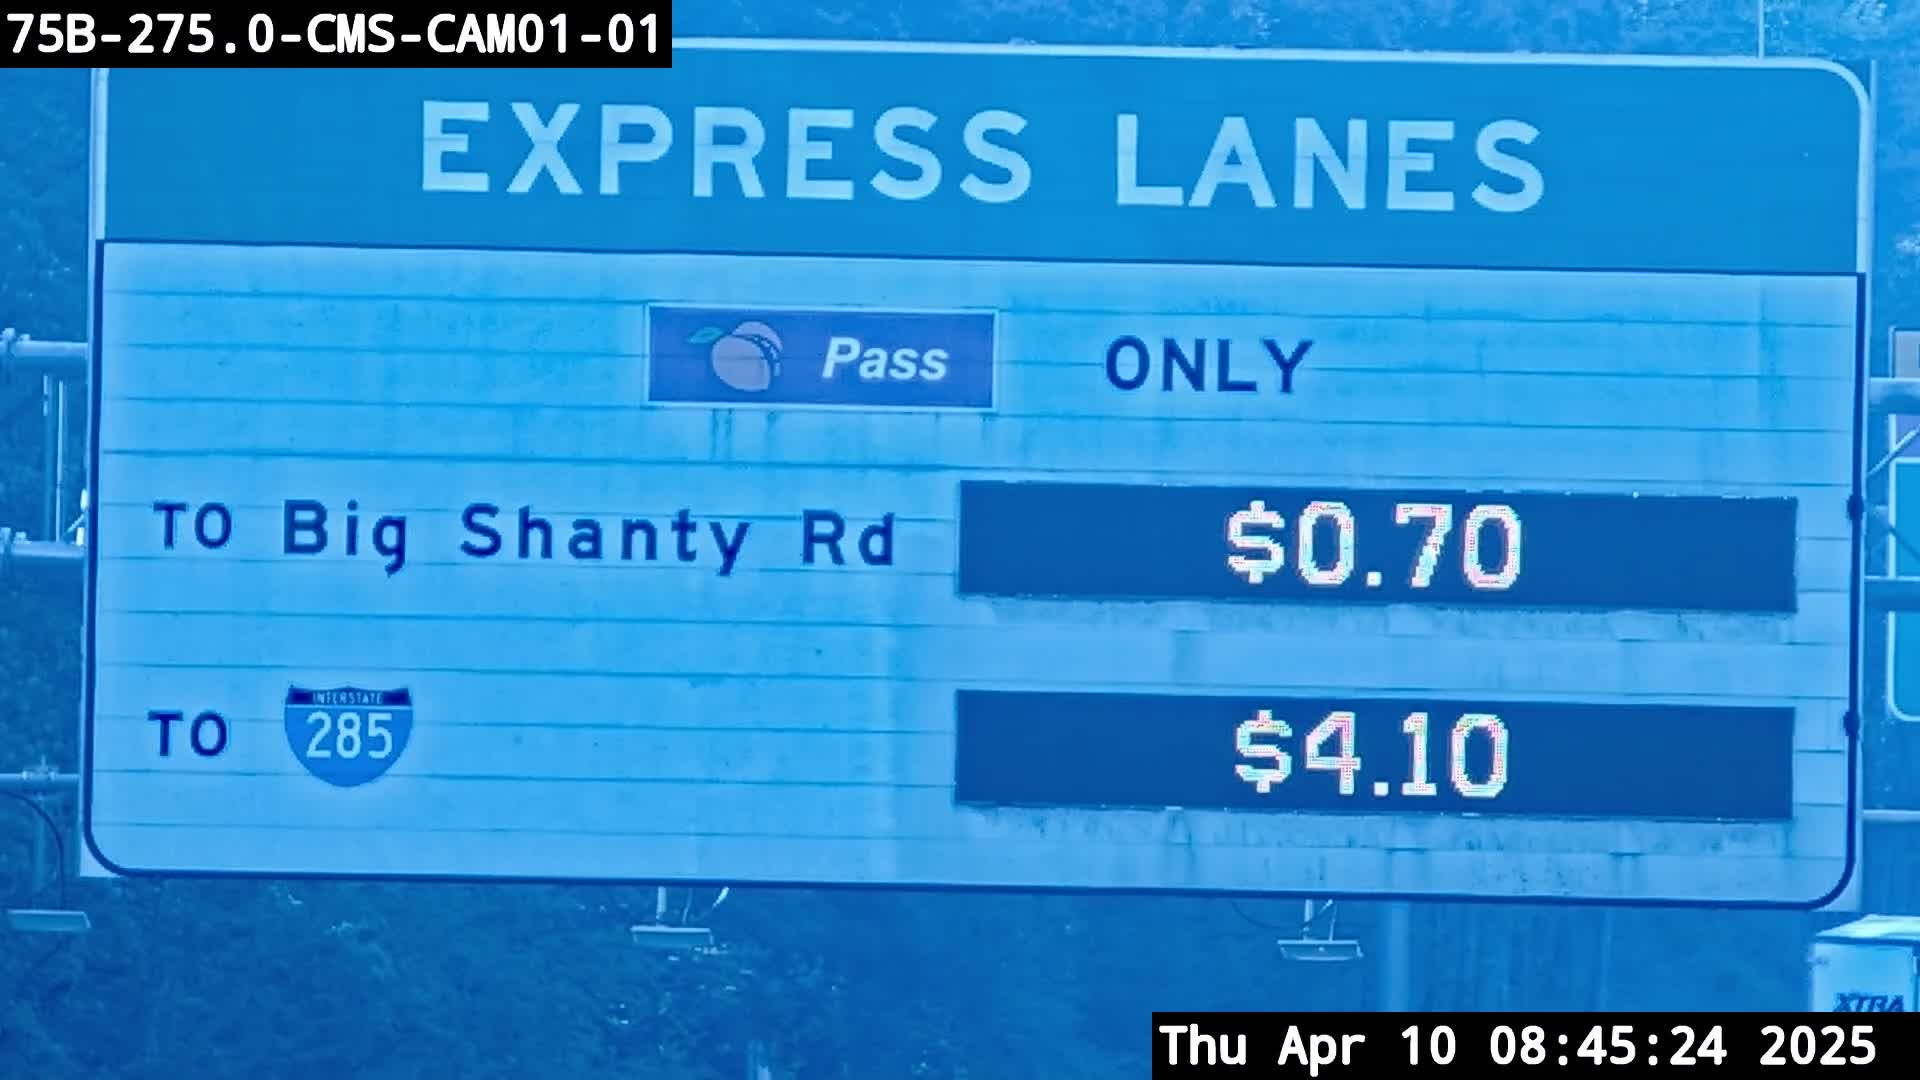 75B-275.0-CMS-CAM01-01
EXPRESS LANES
Pass ONLY
TO Big Shanty Rd $0.70
INTERSTATE
TO 285 $4.10
XTRA
Thu Apr 10 08:45:24 2025